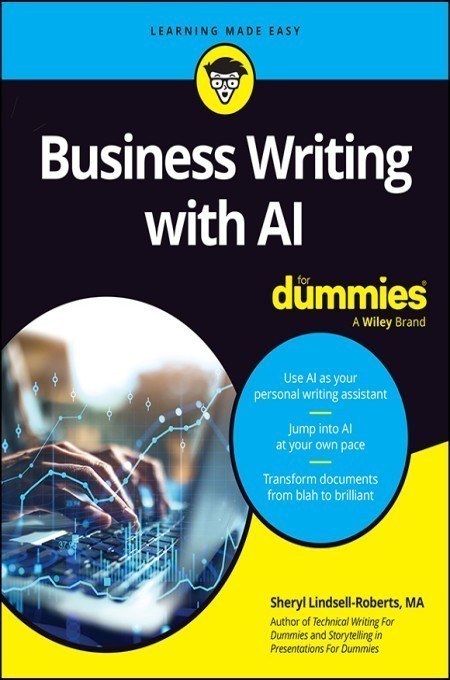 LEARNING MADE EASY
Business Writing
with AI
for
dummies®
A Wiley Brand
Use AI as your
personal writing assistant
Jump into AI
at your own pace
Transform documents
from blah to brilliant
Sheryl Lindsell-Roberts, MA
Author of Technical Writing For
Dummies and Storytelling in
Presentations For Dummies